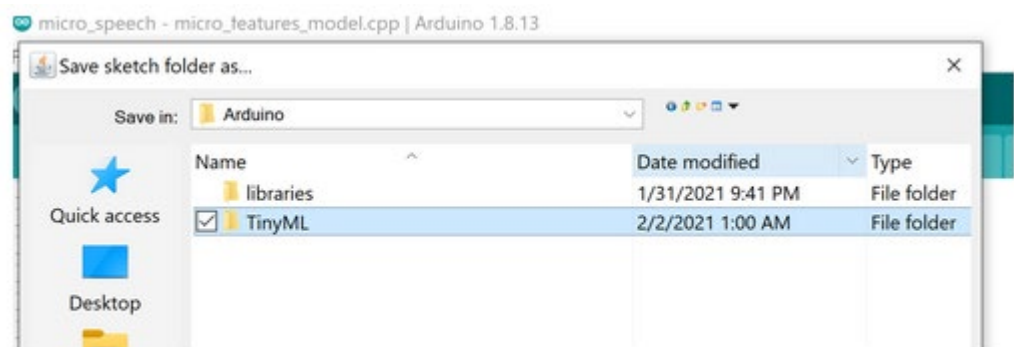 micro_speech - micro_features_model.cpp | Arduino 1.8.13
Save sketch folder as...
Save in: Arduino
Name Date modified Type
libraries 1/31/2021 9:41 PM File folder
Quick access
TinyML 2/2/2021 1:00 AM File folder
Desktop